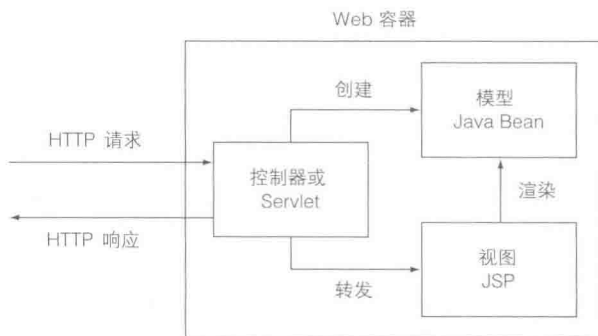 Web 容器
创建
模型
Java Bean
HTTP 请求
控制器或
Servlet
渲染
HTTP 响应
视图
JSP
转发